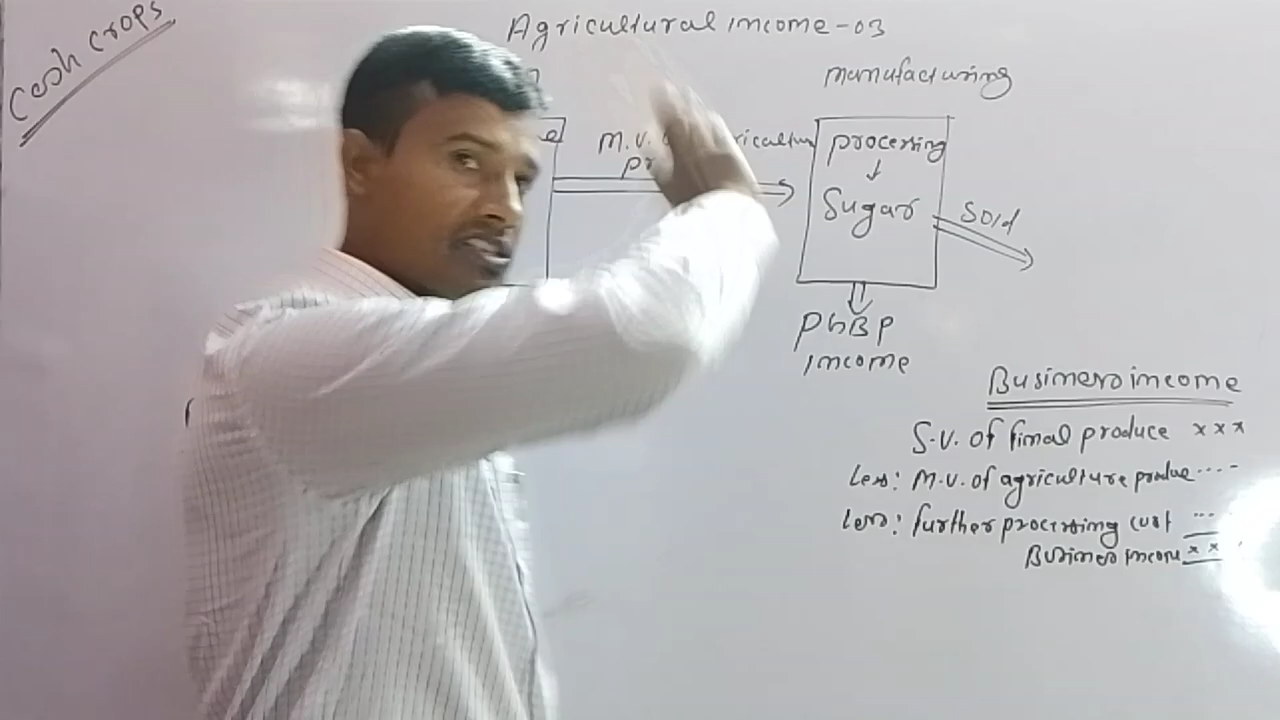 Cash crops
Agricultural income-03
manufacturing
M.V.
processing
↓
Sugar
Sold
PGBP
income
Business income
S.V. of final produce xxx
Less: M.V. of agriculture produce ....
Less: further processing cost ...
Business income x x